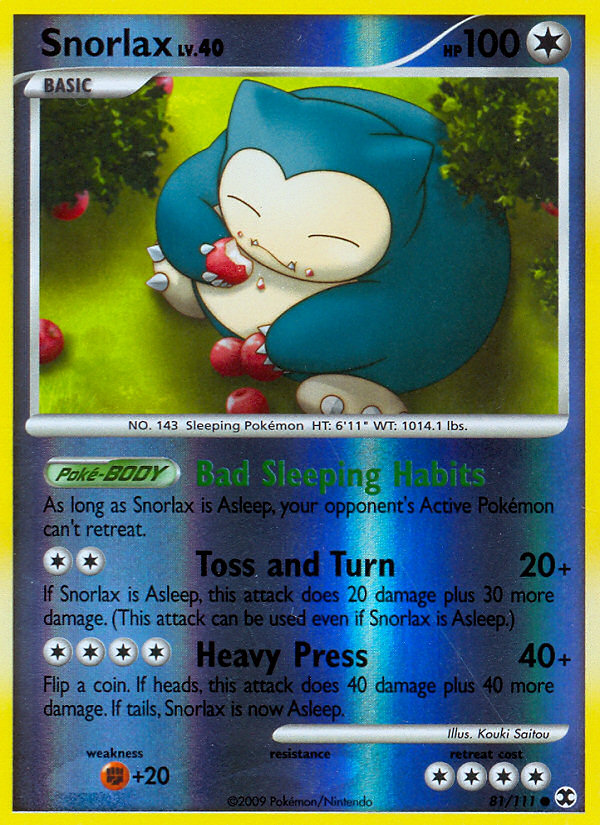 Snorlax LV.40 HP 100
BASIC
NO. 143 Sleeping Pokémon HT: 6'11" WT: 1014.1 lbs.
Poké-BODY Bad Sleeping Habits
As long as Snorlax is Asleep, your opponent's Active Pokémon
can't retreat.
Toss and Turn 20+
If Snorlax is Asleep, this attack does 20 damage plus 30 more
damage. (This attack can be used even if Snorlax is Asleep.)
Heavy Press 40+
Flip a coin. If heads, this attack does 40 damage plus 40 more
damage. If tails, Snorlax is now Asleep.
Illus. Kouki Saitou
weakness resistance retreat cost
+20
©2009 Pokémon/Nintendo 81/111